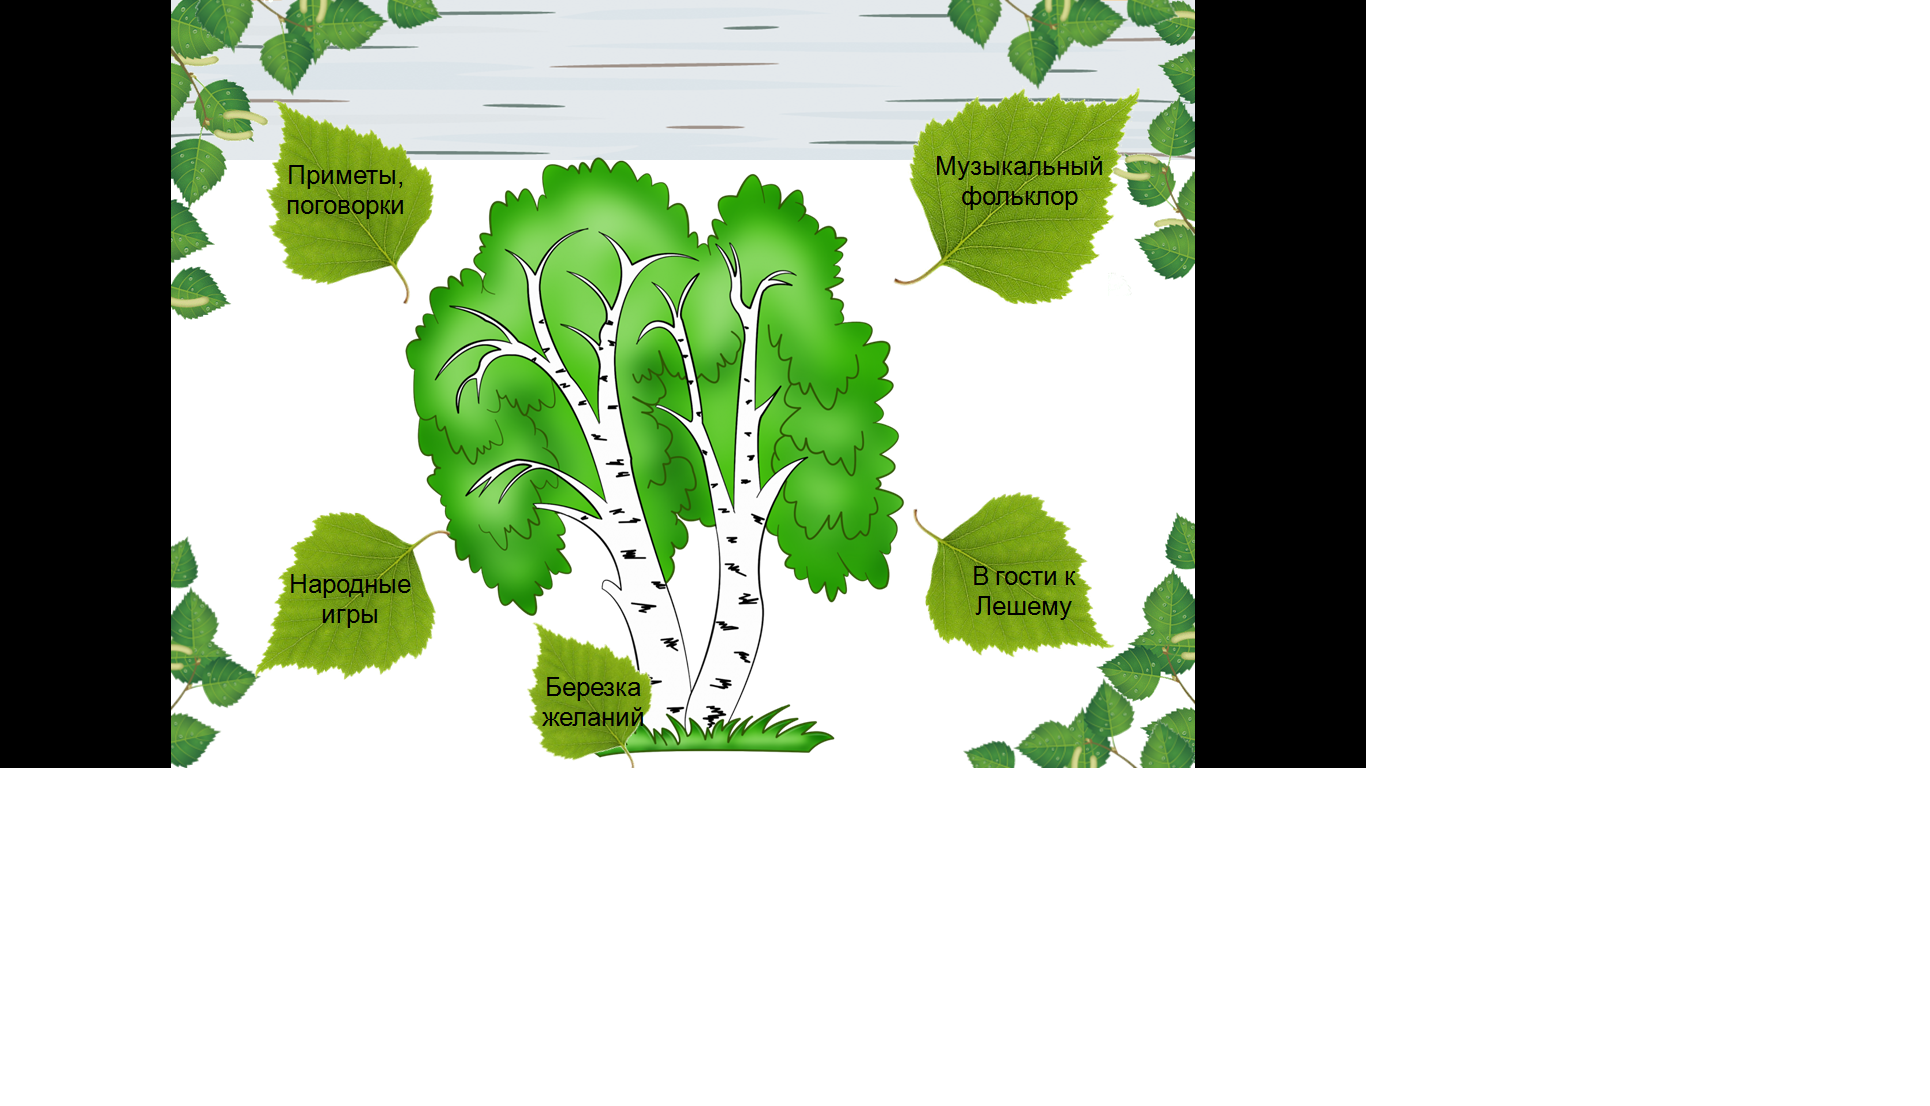 Приметы,
поговорки
Музыкальный
фольклор
Народные
игры
В гости к
Лешему
Березка
желаний